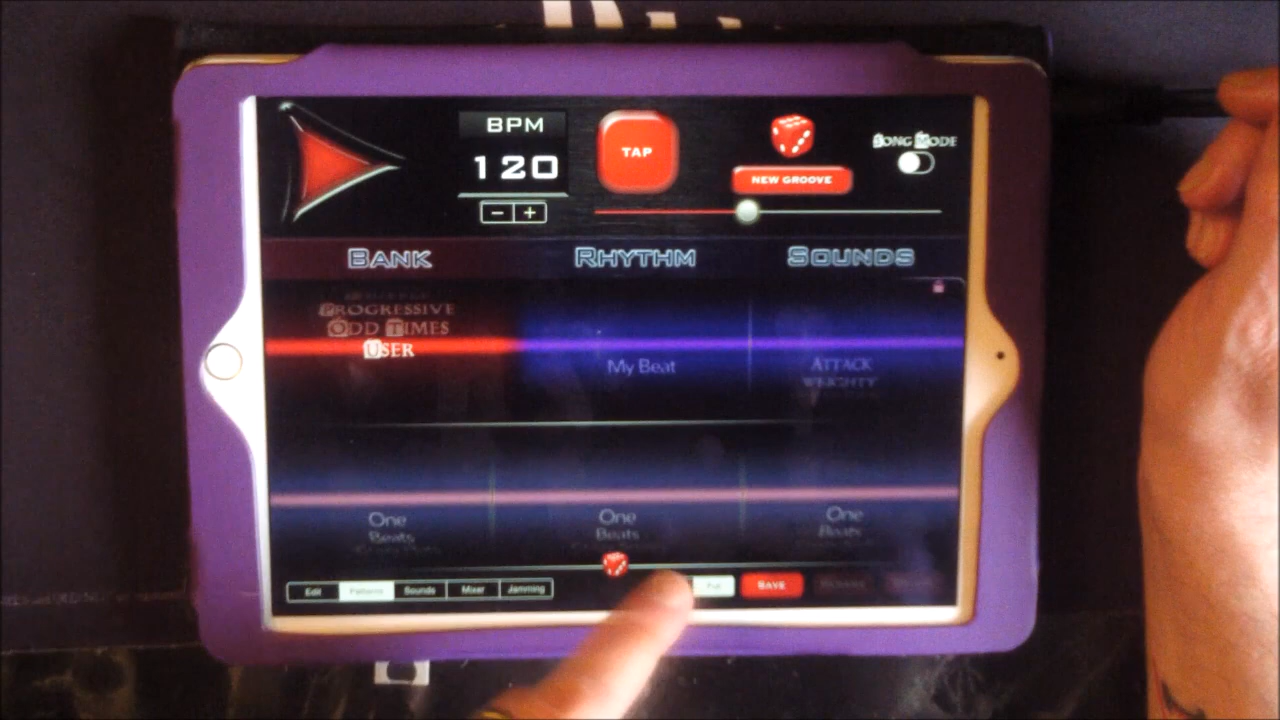 BPM
120
TAP
NEW GROOVE
SONG MODE
− +
BANK
RHYTHM
SOUNDS
PROGRESSIVE
ODD TIMES
USER
My Beat
ATTACK
WEIGHTY
One
Beats
One
Beats
One
Beats
Edit
Patterns
Sounds
Mixer
Jamming
SAVE